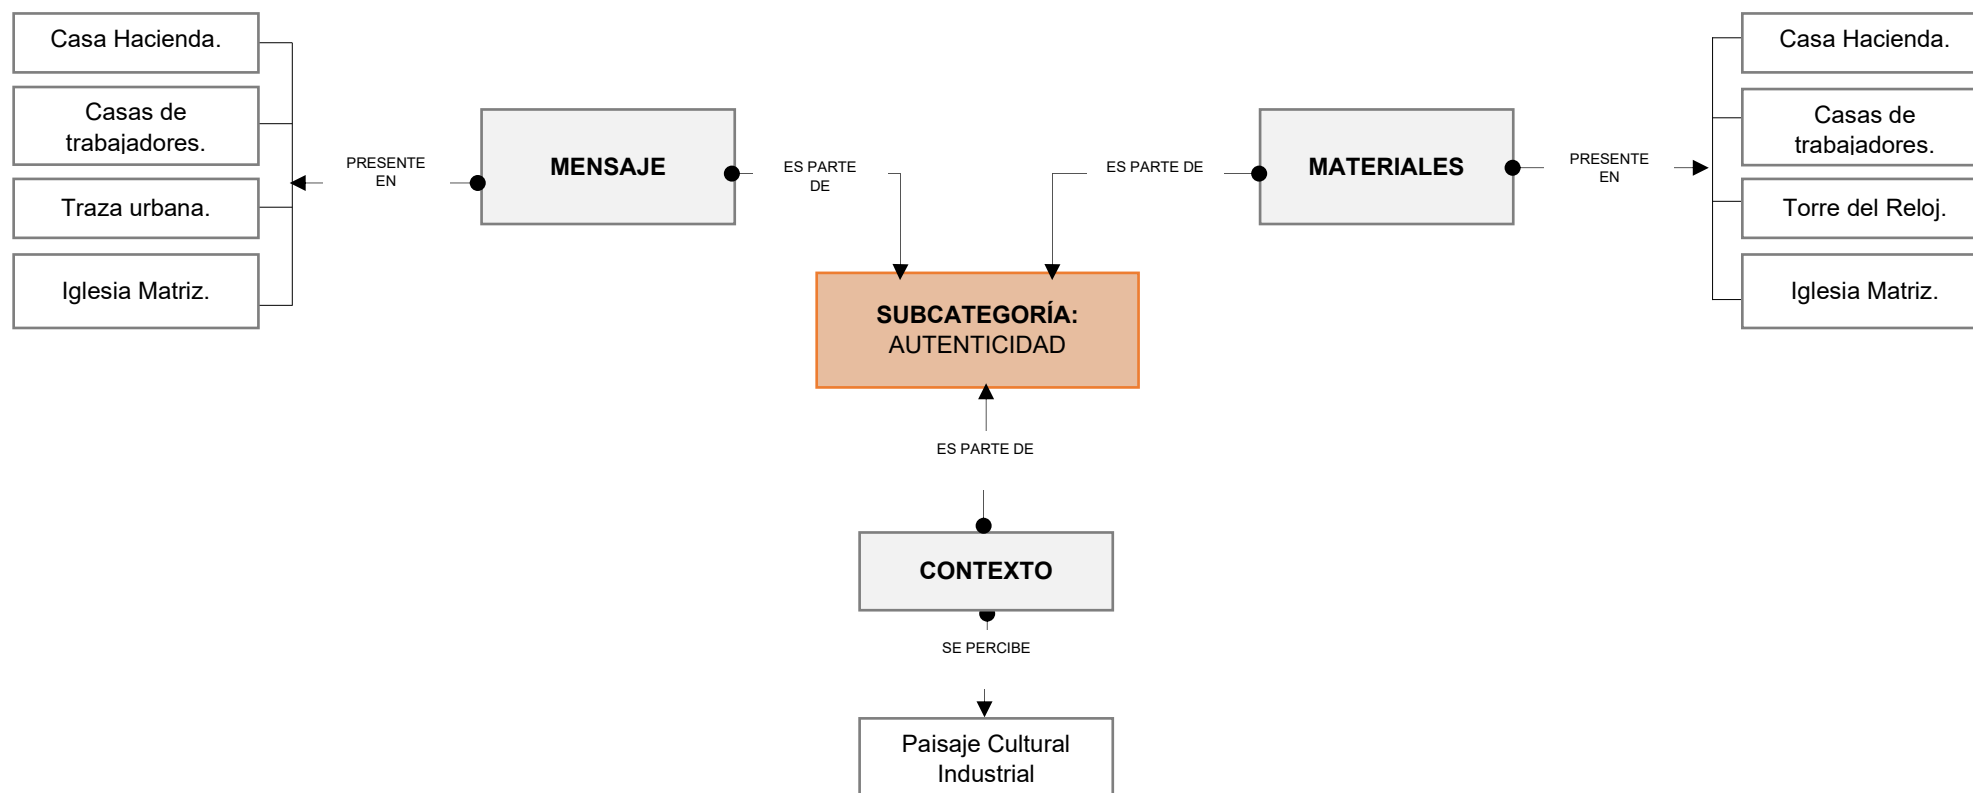 Casa Hacienda.
Casas de
trabajadores.
Traza urbana.
Iglesia Matriz.
PRESENTE
EN
MENSAJE
ES PARTE
DE
ES PARTE DE
MATERIALES
PRESENTE
EN
Casa Hacienda.
Casas de
trabajadores.
Torre del Reloj.
Iglesia Matriz.
SUBCATEGORÍA:
AUTENTICIDAD
ES PARTE DE
CONTEXTO
SE PERCIBE
Paisaje Cultural
Industrial